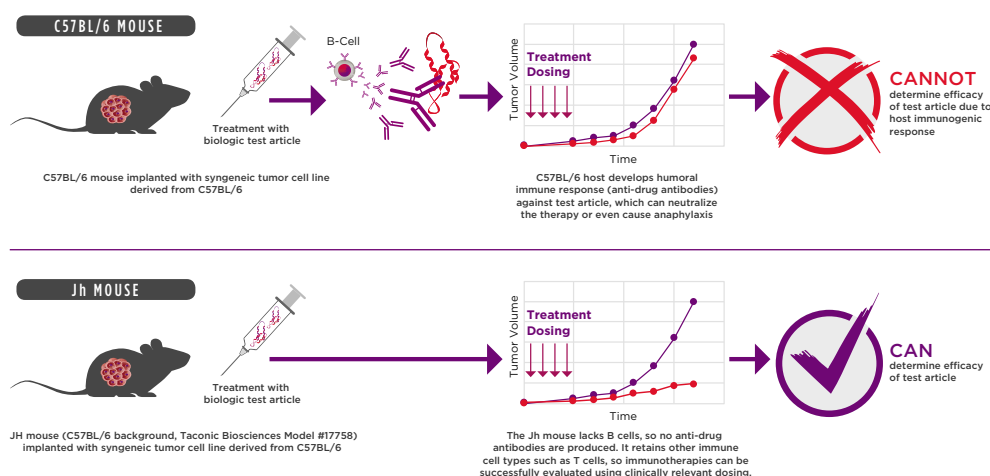 C57BL/6 MOUSE
B-Cell
Treatment with
biologic test article
C57BL/6 mouse implanted with syngeneic tumor cell line
derived from C57BL/6
Tumor Volume
Treatment
Dosing
Time
C57BL/6 host develops humoral
immune response (anti-drug antibodies)
against test article, which can neutralize
the therapy or even cause anaphylaxis
CANNOT
determine efficacy
of test article due to
host immunogenic
response
Jh MOUSE
Treatment with
biologic test article
JH mouse (C57BL/6 background, Taconic Biosciences Model #17758)
implanted with syngeneic tumor cell line derived from C57BL/6
Tumor Volume
Treatment
Dosing
Time
The Jh mouse lacks B cells, so no anti-drug
antibodies are produced. It retains other immune
cell types such as T cells, so immunotherapies can be
successfully evaluated using clinically relevant dosing.
CAN
determine efficacy
of test article